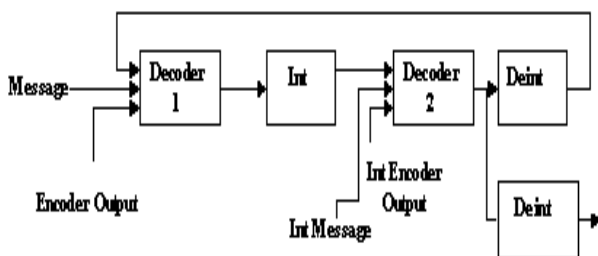 Message
Decoder
1
Int
Decoder
2
Deint
Encoder Output
Int Message
Int Encoder
Output
Deint